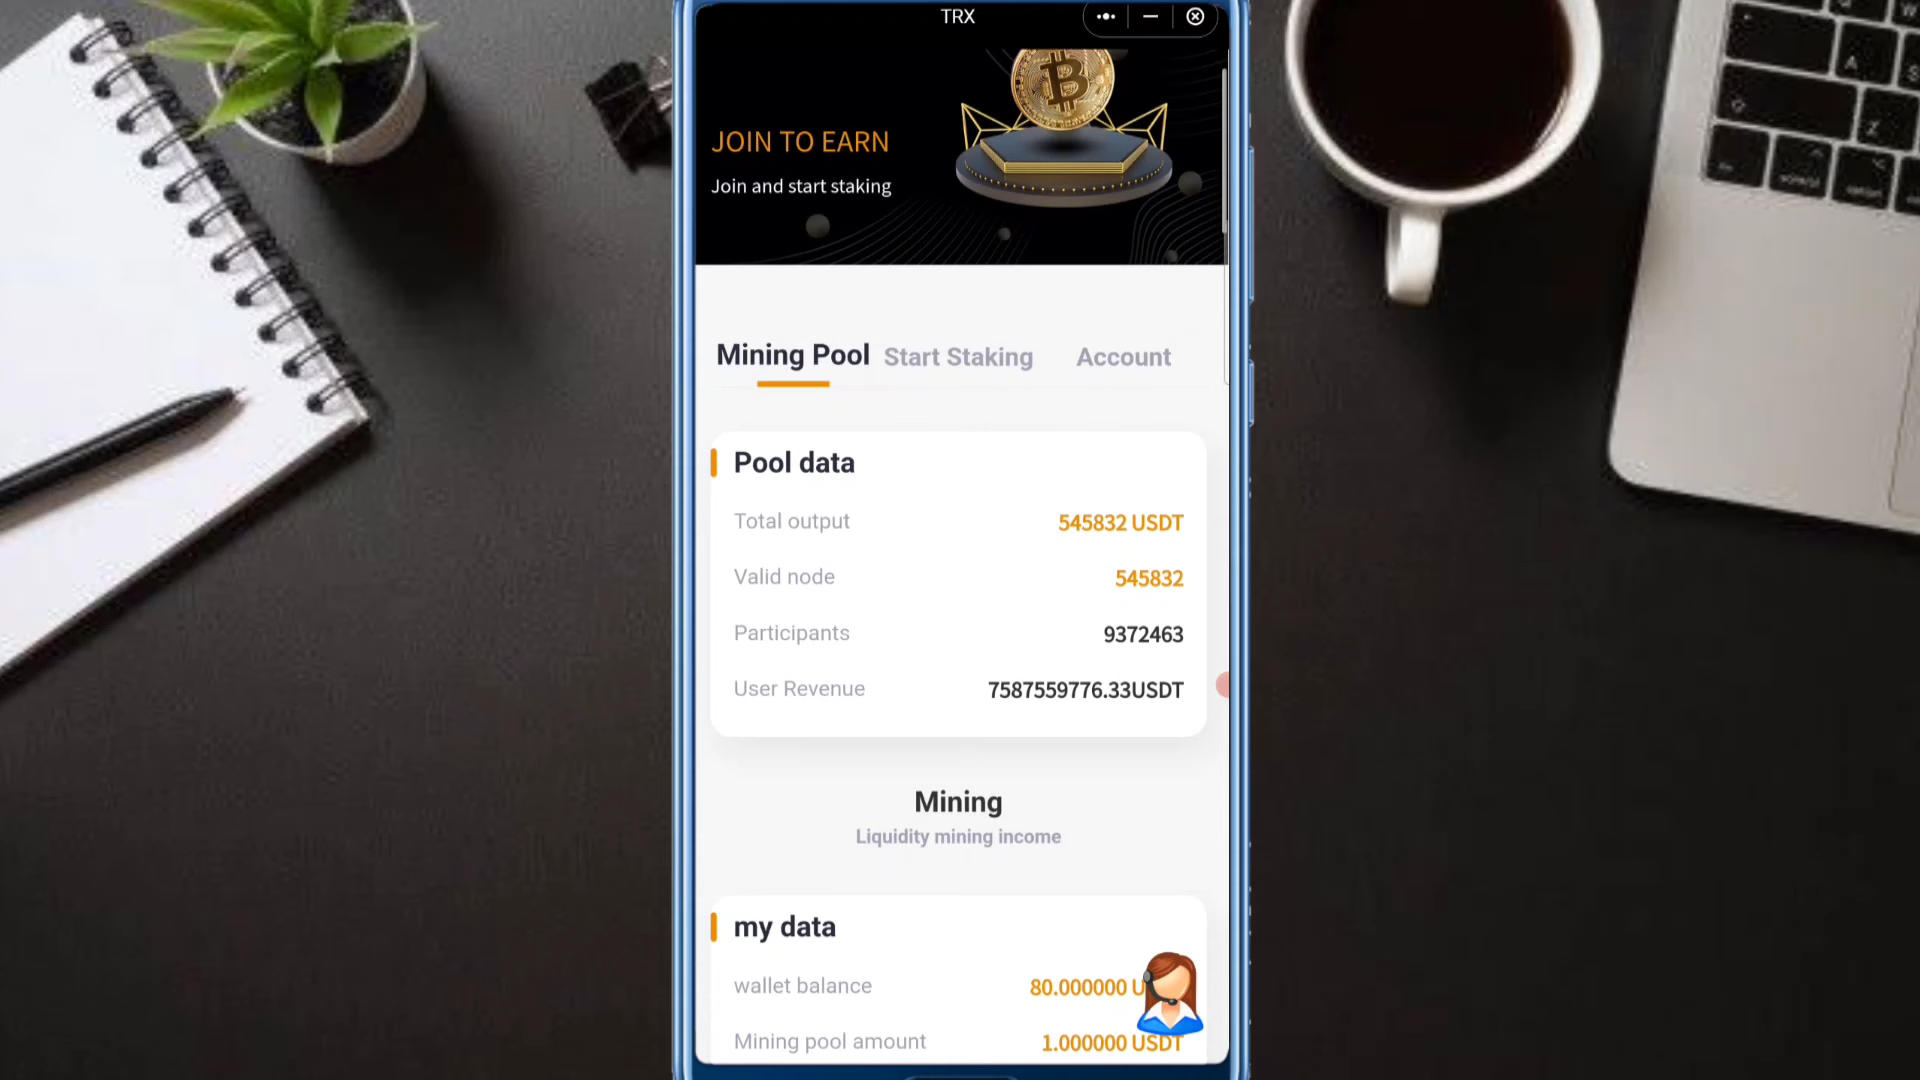 TRX
JOIN TO EARN
Join and start staking
Mining Pool Start Staking Account
Pool data
Total output 545832 USDT
Valid node 545832
Participants 9372463
User Revenue 7587559776.33USDT
Mining
Liquidity mining income
my data
wallet balance 80.000000
Mining pool amount 1.000000 USDT
A
Z
option